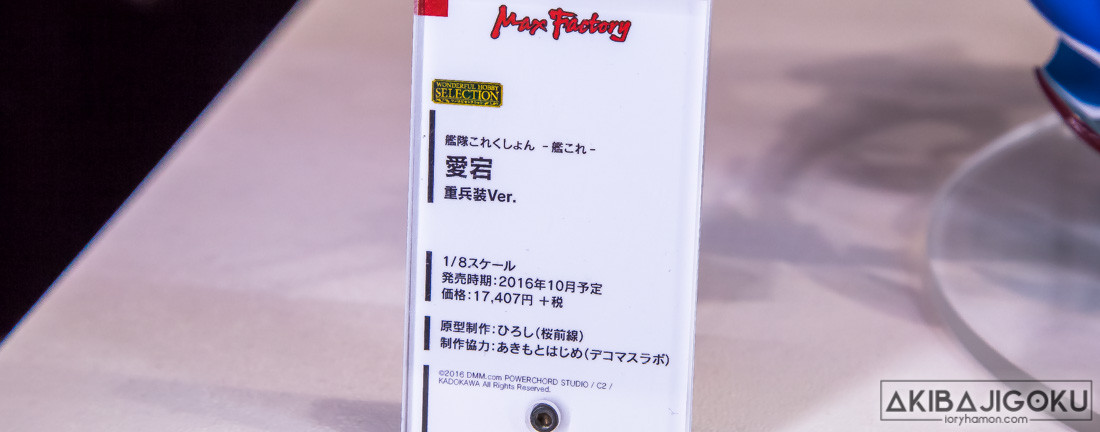 Max Factory
WONDERFUL HOBBY
SELECTION
艦隊これくしょん -艦これ-
愛宕
重兵装Ver.
1/8スケール
発売時期:2016年10月予定
価格:17,407円 +税
原型制作:ひろし(桜前線)
制作協力:あきもとはじめ(デコマスラボ)
©2016 DMM.com POWERCHORD STUDIO / C2 /
KADOKAWA All Rights Reserved.
AKIBAJIGOKU
ioryhamon.com